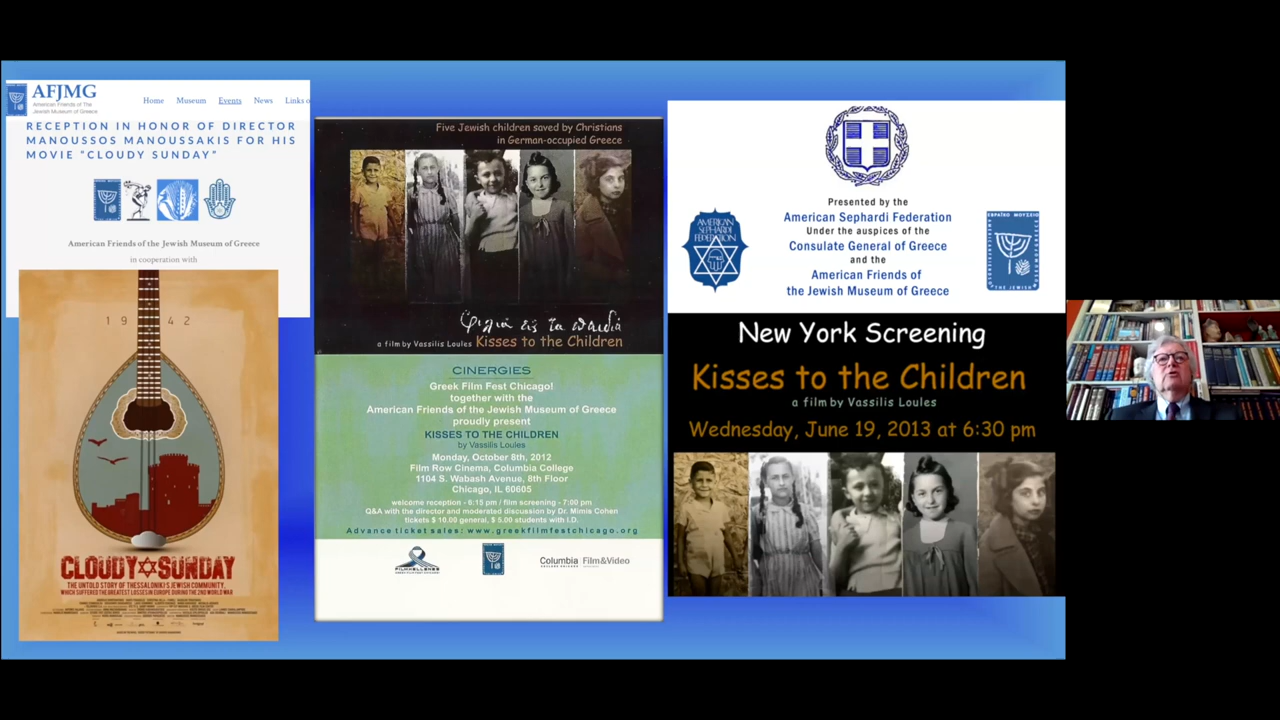 AFJMG
American Friends of The
Jewish Museum of Greece
Home Museum Events News Links o
RECEPTION IN HONOR OF DIRECTOR
MANOUSSOS MANOUSSAKIS FOR HIS
MOVIE “CLOUDY SUNDAY”
American Friends of the Jewish Museum of Greece
in cooperation with
1942
CLOUDY SUNDAY
THE UNTOLD STORY OF THESSALONIKI'S JEWISH COMMUNITY,
WHICH SUFFERED THE GREATEST LOSSES IN EUROPE DURING THE 2ND WORLD WAR
Five Jewish children saved by Christians
in German-occupied Greece
φιλιά εις τα παιδιά
a film by Vassilis Loules Kisses to the Children
CINERGIES
Greek Film Fest Chicago!
together with the
American Friends of the Jewish Museum of Greece
proudly present
KISSES TO THE CHILDREN
by Vassilis Loules
Monday, October 8th, 2012
Film Row Cinema, Columbia College
1104 S. Wabash Avenue, 8th Floor
Chicago, IL 60605
welcome reception - 6:15 pm / film screening - 7:00 pm
Q&A with the director and moderated discussion by Dr. Mimis Cohen
tickets $ 10.00 general, $ 5.00 students with I.D.
Advance ticket sales: www.greekfilmfestchicago.org
FILMHELLENES
Columbia Film&Video
COLLEGE CHICAGO
Presented by the
American Sephardi Federation
Under the auspices of the
Consulate General of Greece
and the
American Friends of
the Jewish Museum of Greece
AMERICAN
SEPHARDI
FEDERATION
ΕΒΡΑΪΚΟ ΜΟΥΣΕΙΟ
THE JEWISH
New York Screening
Kisses to the Children
a film by Vassilis Loules
Wednesday, June 19, 2013 at 6:30 pm